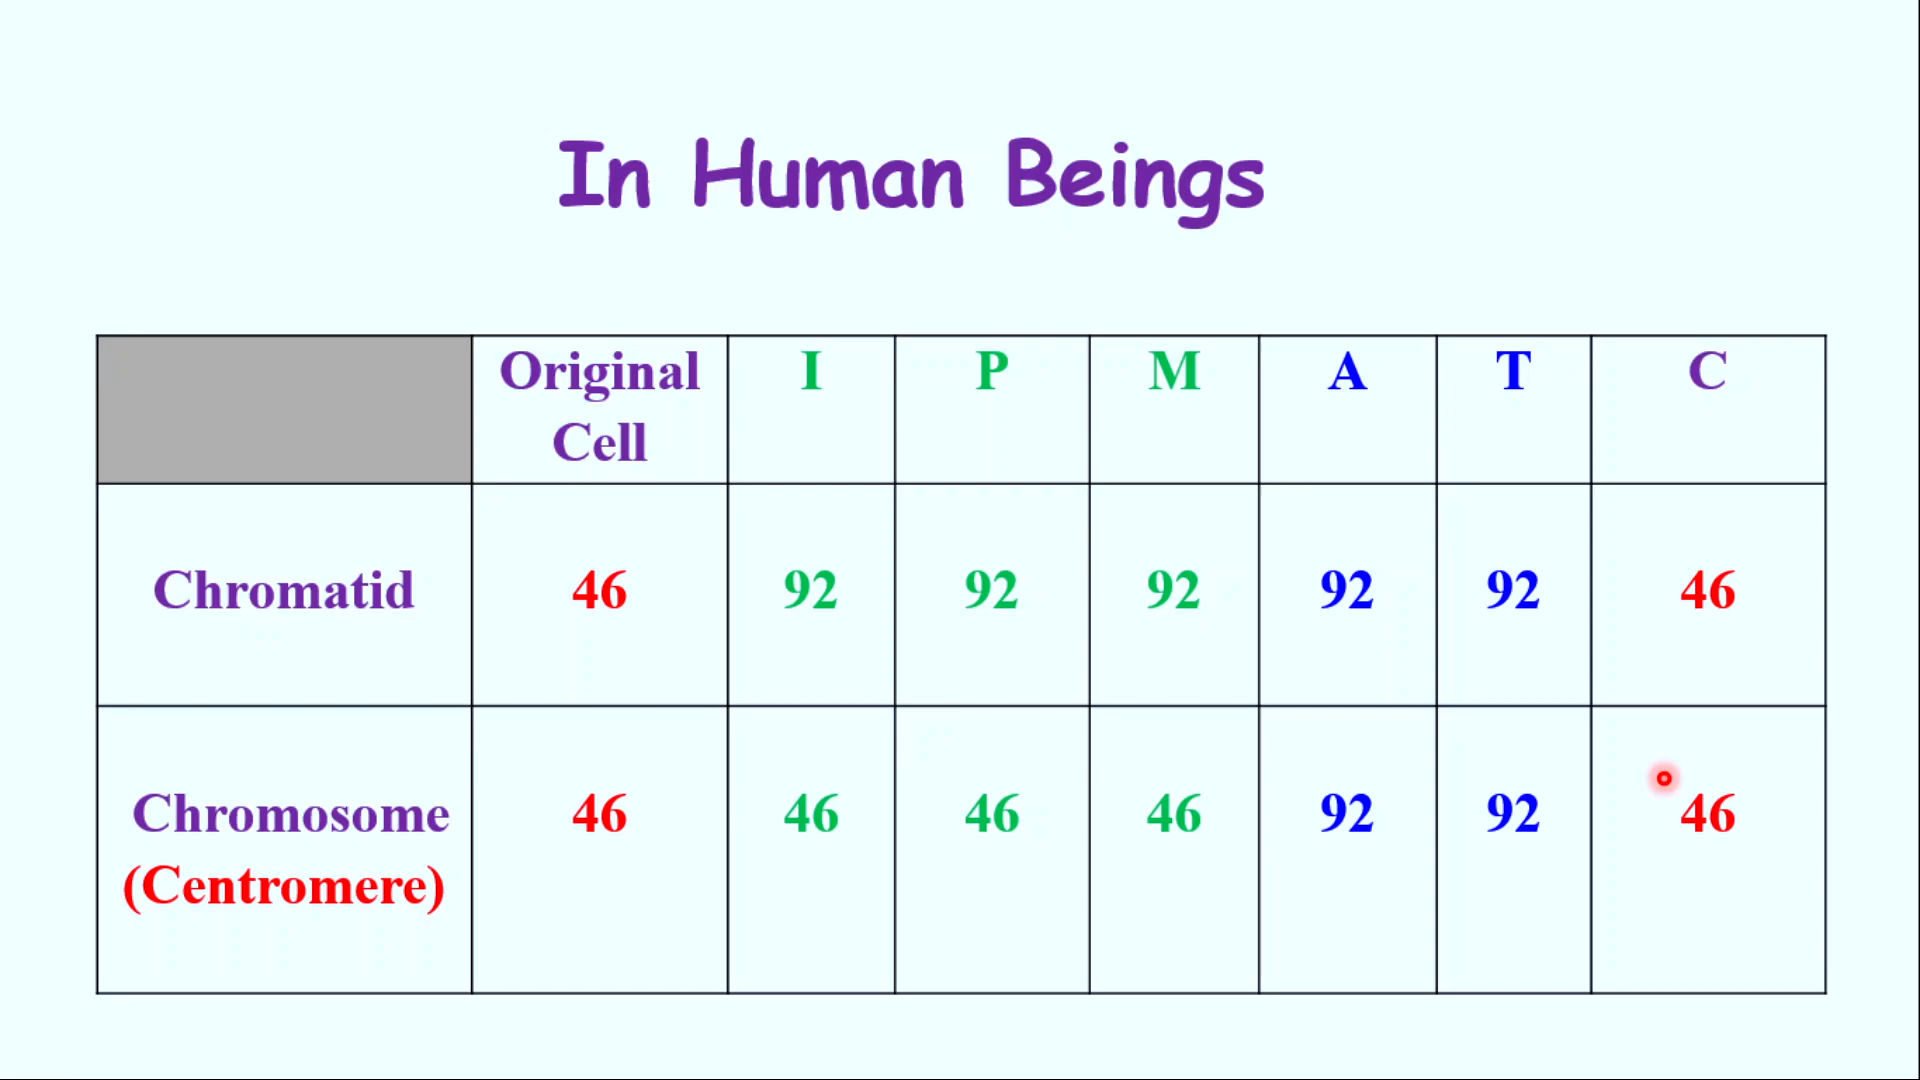 In Human Beings
Original Cell I P M A T C
Chromatid 46 92 92 92 92 92 46
Chromosome 46 46 46 46 92 92 46
(Centromere)